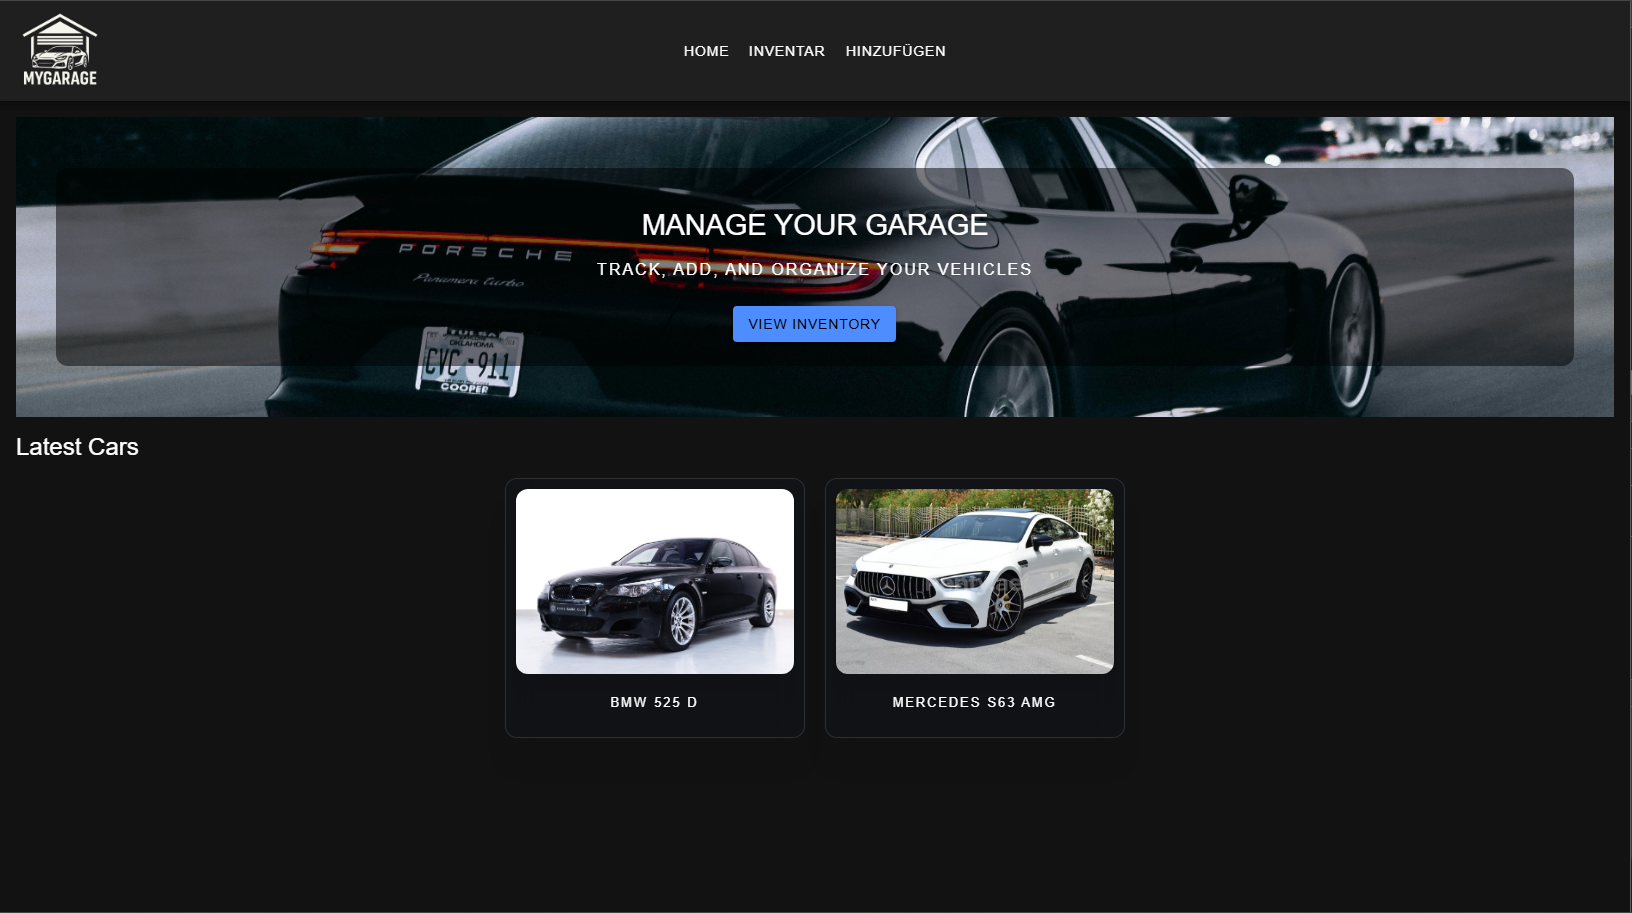 MYGARAGE
HOME INVENTAR HINZUFÜGEN
MANAGE YOUR GARAGE
PORSCHE
TRACK, ADD, AND ORGANIZE YOUR VEHICLES
Panamera turbo
VIEW INVENTORY
OKLAHOMA
CVC-911
COOPER
Latest Cars
BMW 525 D
MERCEDES S63 AMG